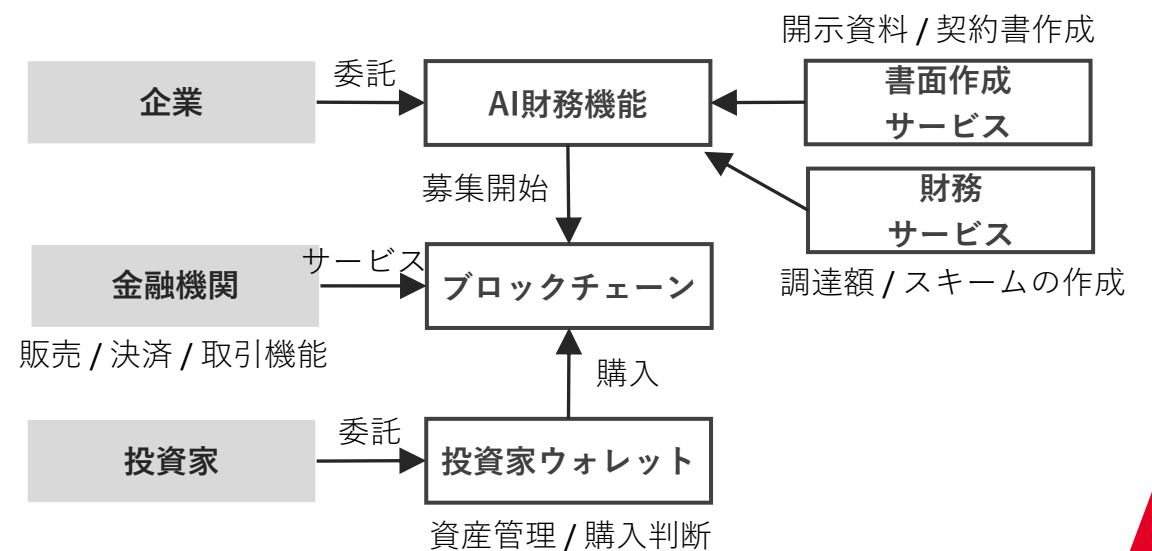 開示資料 / 契約書作成
企業
委託
AI財務機能
書面作成
サービス
募集開始
財務
サービス
調達額 / スキームの作成
金融機関
サービス
ブロックチェーン
販売 / 決済 / 取引機能
購入
投資家
委託
投資家ウォレット
資産管理 / 購入判断